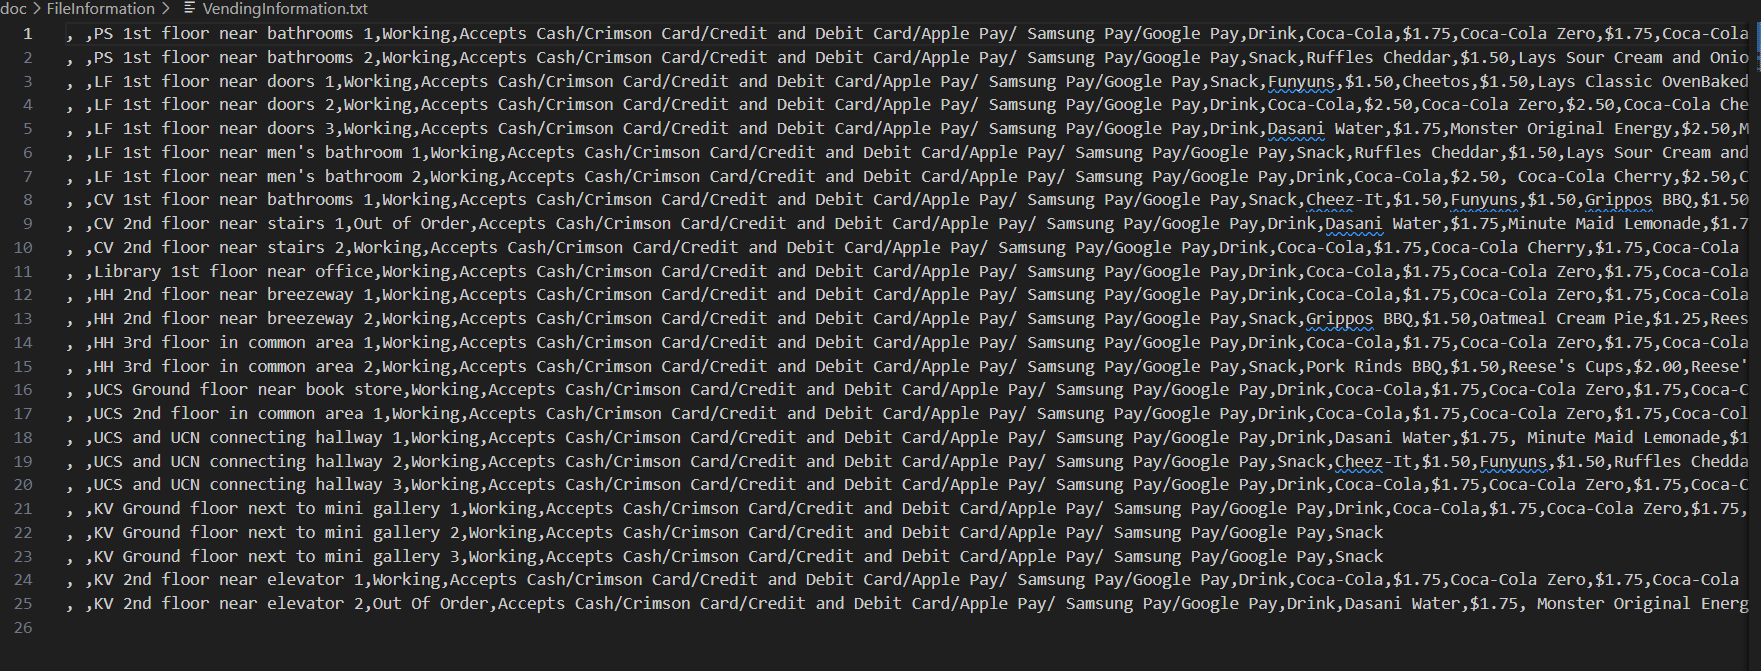 doc > FileInformation > VendingInformation.txt
1 , ,PS 1st floor near bathrooms 1,Working,Accepts Cash/Crimson Card/Credit and Debit Card/Apple Pay/ Samsung Pay/Google Pay,Drink,Coca-Cola,$1.75,Coca-Cola Zero,$1.75,Coca-Cola
2 , ,PS 1st floor near bathrooms 2,Working,Accepts Cash/Crimson Card/Credit and Debit Card/Apple Pay/ Samsung Pay/Google Pay,Snack,Ruffles Cheddar,$1.50,Lays Sour Cream and Onio
3 , ,LF 1st floor near doors 1,Working,Accepts Cash/Crimson Card/Credit and Debit Card/Apple Pay/ Samsung Pay/Google Pay,Snack,Funyuns,$1.50,Cheetos,$1.50,Lays Classic OvenBaked
4 , ,LF 1st floor near doors 2,Working,Accepts Cash/Crimson Card/Credit and Debit Card/Apple Pay/ Samsung Pay/Google Pay,Drink,Coca-Cola,$2.50,Coca-Cola Zero,$2.50,Coca-Cola Che
5 , ,LF 1st floor near doors 3,Working,Accepts Cash/Crimson Card/Credit and Debit Card/Apple Pay/ Samsung Pay/Google Pay,Drink,Dasani Water,$1.75,Monster Original Energy,$2.50,M
6 , ,LF 1st floor near men's bathroom 1,Working,Accepts Cash/Crimson Card/Credit and Debit Card/Apple Pay/ Samsung Pay/Google Pay,Snack,Ruffles Cheddar,$1.50,Lays Sour Cream and
7 , ,LF 1st floor near men's bathroom 2,Working,Accepts Cash/Crimson Card/Credit and Debit Card/Apple Pay/ Samsung Pay/Google Pay,Drink,Coca-Cola,$2.50, Coca-Cola Cherry,$2.50,C
8 , ,CV 1st floor near bathrooms 1,Working,Accepts Cash/Crimson Card/Credit and Debit Card/Apple Pay/ Samsung Pay/Google Pay,Snack,Cheez-It,$1.50,Funyuns,$1.50,Grippos BBQ,$1.50
9 , ,CV 2nd floor near stairs 1,Out of Order,Accepts Cash/Crimson Card/Credit and Debit Card/Apple Pay/ Samsung Pay/Google Pay,Drink,Dasani Water,$1.75,Minute Maid Lemonade,$1.7
10 , ,CV 2nd floor near stairs 2,Working,Accepts Cash/Crimson Card/Credit and Debit Card/Apple Pay/ Samsung Pay/Google Pay,Drink,Coca-Cola,$1.75,Coca-Cola Cherry,$1.75,Coca-Cola
11 , ,Library 1st floor near office,Working,Accepts Cash/Crimson Card/Credit and Debit Card/Apple Pay/ Samsung Pay/Google Pay,Drink,Coca-Cola,$1.75,Coca-Cola Zero,$1.75,Coca-Cola
12 , ,HH 2nd floor near breezeway 1,Working,Accepts Cash/Crimson Card/Credit and Debit Card/Apple Pay/ Samsung Pay/Google Pay,Drink,Coca-Cola,$1.75,COca-Cola Zero,$1.75,Coca-Cola
13 , ,HH 2nd floor near breezeway 2,Working,Accepts Cash/Crimson Card/Credit and Debit Card/Apple Pay/ Samsung Pay/Google Pay,Snack,Grippos BBQ,$1.50,Oatmeal Cream Pie,$1.25,Rees
14 , ,HH 3rd floor in common area 1,Working,Accepts Cash/Crimson Card/Credit and Debit Card/Apple Pay/ Samsung Pay/Google Pay,Drink,Coca-Cola,$1.75,Coca-Cola Zero,$1.75,Coca-Cola
15 , ,HH 3rd floor in common area 2,Working,Accepts Cash/Crimson Card/Credit and Debit Card/Apple Pay/ Samsung Pay/Google Pay,Snack,Pork Rinds BBQ,$1.50,Reese's Cups,$2.00,Reese'
16 , ,UCS Ground floor near book store,Working,Accepts Cash/Crimson Card/Credit and Debit Card/Apple Pay/ Samsung Pay/Google Pay,Drink,Coca-Cola,$1.75,Coca-Cola Zero,$1.75,Coca-C
17 , ,UCS 2nd floor in common area 1,Working,Accepts Cash/Crimson Card/Credit and Debit Card/Apple Pay/ Samsung Pay/Google Pay,Drink,Coca-Cola,$1.75,Coca-Cola Zero,$1.75,Coca-Col
18 , ,UCS and UCN connecting hallway 1,Working,Accepts Cash/Crimson Card/Credit and Debit Card/Apple Pay/ Samsung Pay/Google Pay,Drink,Dasani Water,$1.75, Minute Maid Lemonade,$1
19 , ,UCS and UCN connecting hallway 2,Working,Accepts Cash/Crimson Card/Credit and Debit Card/Apple Pay/ Samsung Pay/Google Pay,Snack,Cheez-It,$1.50,Funyuns,$1.50,Ruffles Chedda
20 , ,UCS and UCN connecting hallway 3,Working,Accepts Cash/Crimson Card/Credit and Debit Card/Apple Pay/ Samsung Pay/Google Pay,Drink,Coca-Cola,$1.75,Coca-Cola Zero,$1.75,Coca-C
21 , ,KV Ground floor next to mini gallery 1,Working,Accepts Cash/Crimson Card/Credit and Debit Card/Apple Pay/ Samsung Pay/Google Pay,Drink,Coca-Cola,$1.75,Coca-Cola Zero,$1.75,
22 , ,KV Ground floor next to mini gallery 2,Working,Accepts Cash/Crimson Card/Credit and Debit Card/Apple Pay/ Samsung Pay/Google Pay,Snack
23 , ,KV Ground floor next to mini gallery 3,Working,Accepts Cash/Crimson Card/Credit and Debit Card/Apple Pay/ Samsung Pay/Google Pay,Snack
24 , ,KV 2nd floor near elevator 1,Working,Accepts Cash/Crimson Card/Credit and Debit Card/Apple Pay/ Samsung Pay/Google Pay,Drink,Coca-Cola,$1.75,Coca-Cola Zero,$1.75,Coca-Cola
25 , ,KV 2nd floor near elevator 2,Out Of Order,Accepts Cash/Crimson Card/Credit and Debit Card/Apple Pay/ Samsung Pay/Google Pay,Drink,Dasani Water,$1.75, Monster Original Energ
26